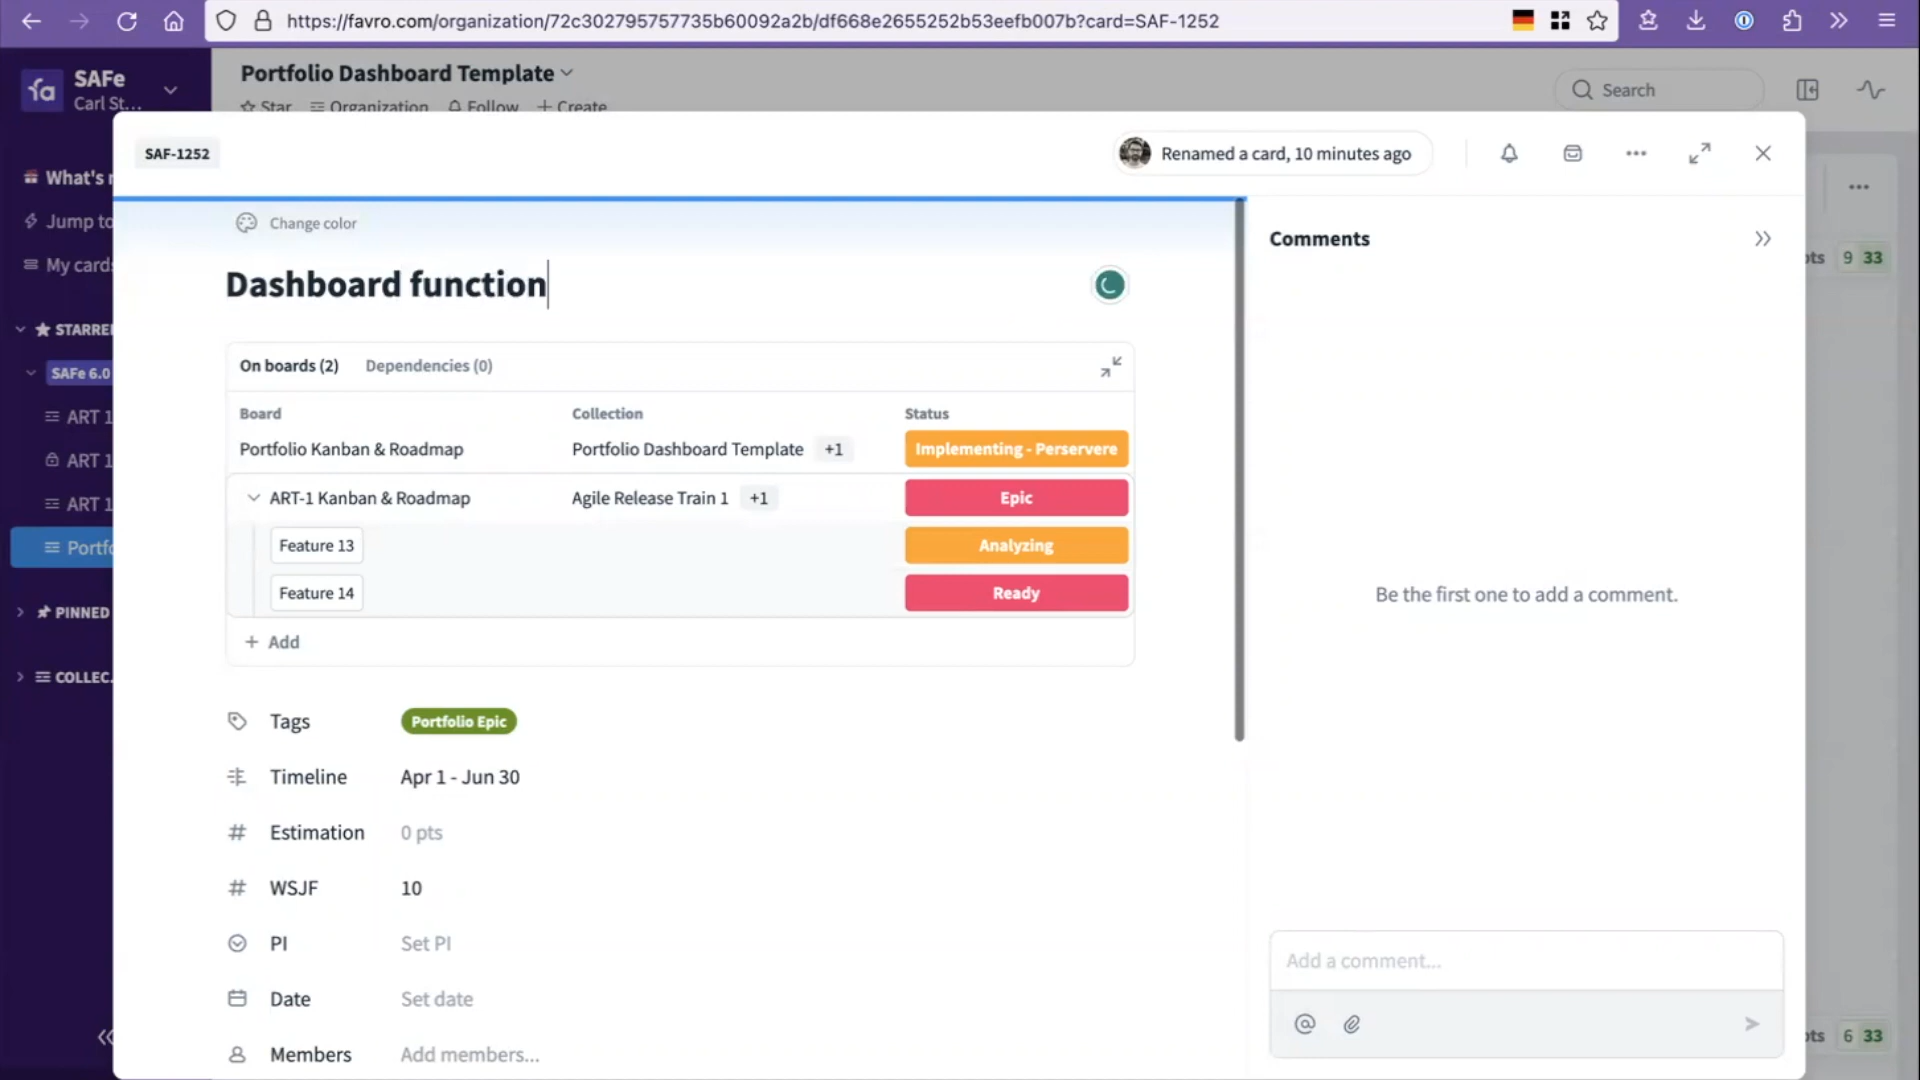 https://favro.com/organization/72c302795757735b60092a2b/df668e2655252b53eefb007b?card=SAF-1252
SAFe
Carl St...
Portfolio Dashboard Template
Star Organization Follow + Create
Search
What's
Jump to
My cards
STARRE
SAFe 6.0
ART 1
ART 1
ART 1
Portfo
PINNED
COLLEC.
SAF-1252
Renamed a card, 10 minutes ago
Change color
Dashboard function
On boards (2) Dependencies (0)
Board Collection Status
Portfolio Kanban & Roadmap Portfolio Dashboard Template +1 Implementing - Perservere
ART-1 Kanban & Roadmap Agile Release Train 1 +1 Epic
Feature 13 Analyzing
Feature 14 Ready
+ Add
Tags Portfolio Epic
Timeline Apr 1 - Jun 30
# Estimation 0 pts
# WSJF 10
PI Set PI
Date Set date
Members Add members...
Comments
Be the first one to add a comment.
Add a comment...
@
pts 9 33
pts 6 33